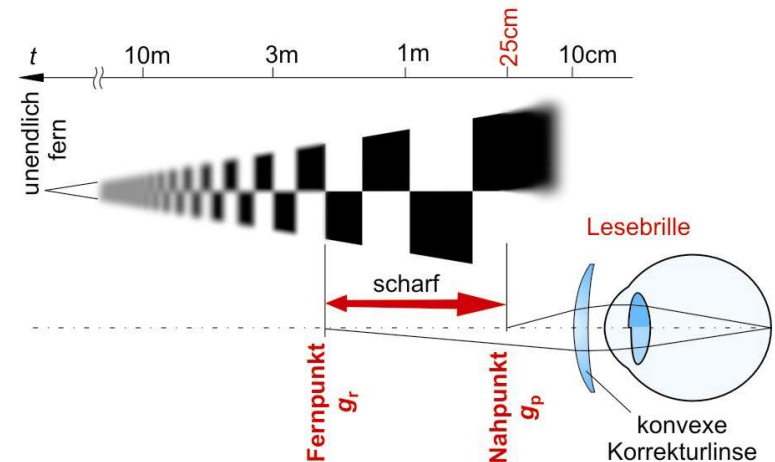 t
10m
3m
1m
25cm
10cm
unendlich
fern
Lesebrille
scharf
Fernpunkt
gr
Nahpunkt
gp
konvexe
Korrekturlinse